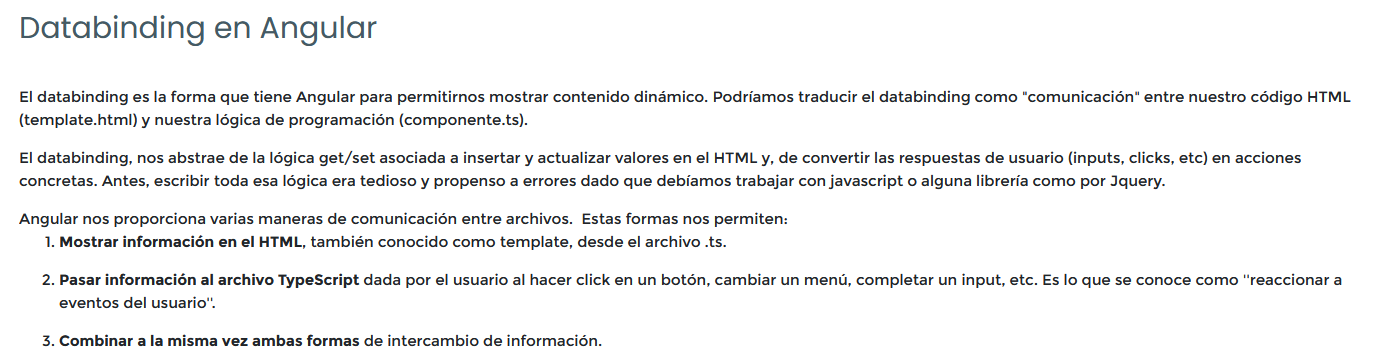 Databinding en Angular
El databinding es la forma que tiene Angular para permitirnos mostrar contenido dinámico. Podríamos traducir el databinding como "comunicación" entre nuestro código HTML
(template.html) y nuestra lógica de programación (componente.ts).
El databinding, nos abstrae de la lógica get/set asociada a insertar y actualizar valores en el HTML y, de convertir las respuestas de usuario (inputs, clicks, etc) en acciones
concretas. Antes, escribir toda esa lógica era tedioso y propenso a errores dado que debíamos trabajar con javascript o alguna librería como por Jquery.
Angular nos proporciona varias maneras de comunicación entre archivos.  Estas formas nos permiten:
1. Mostrar información en el HTML, también conocido como template, desde el archivo .ts.
2. Pasar información al archivo TypeScript dada por el usuario al hacer click en un botón, cambiar un menú, completar un input, etc. Es lo que se conoce como "reaccionar a
eventos del usuario".
3. Combinar a la misma vez ambas formas de intercambio de información.